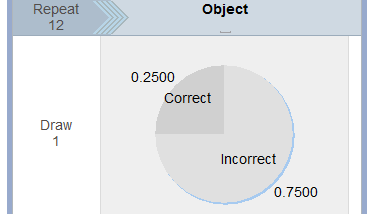 Repeat
12
Object
Draw
1
0.2500
Correct
Incorrect
0.7500